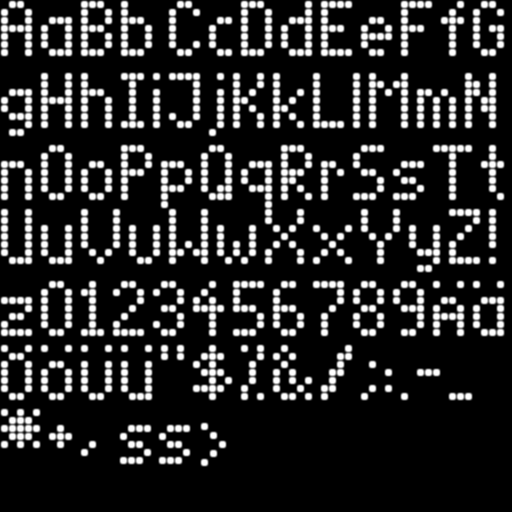 AaBbCcDdEeFfG
gHhIiJjKkLlMmN
nOoPpQqRrSsTt
UuVvWwXxYyZ!
z0123456789Ää
ÖöÜü"$%&/:.-_
*+,ss>